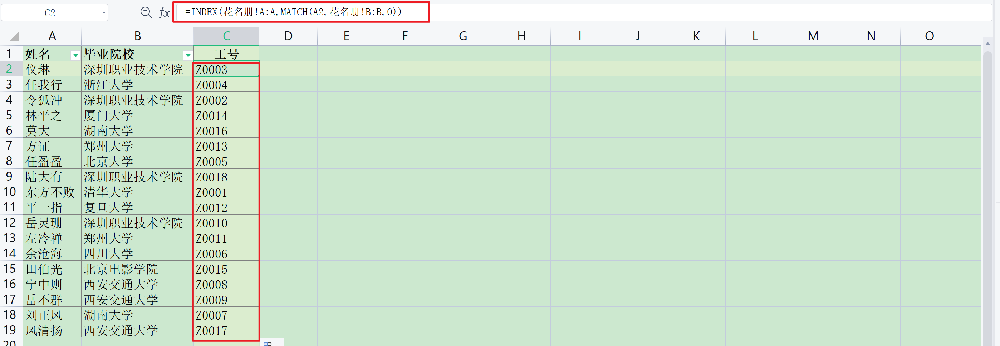 C2 fx =INDEX(花名册!A:A,MATCH(A2,花名册!B:B,0))
A B C D E F G H I J K L M N O
1 姓名 毕业院校 工号
2 仪琳 深圳职业技术学院 Z0003
3 任我行 浙江大学 Z0004
4 令狐冲 深圳职业技术学院 Z0002
5 林平之 厦门大学 Z0014
6 莫大 湖南大学 Z0016
7 方证 郑州大学 Z0013
8 任盈盈 北京大学 Z0005
9 陆大有 深圳职业技术学院 Z0018
10 东方不败 清华大学 Z0001
11 平一指 复旦大学 Z0012
12 岳灵珊 深圳职业技术学院 Z0010
13 左冷禅 郑州大学 Z0011
14 余沧海 四川大学 Z0006
15 田伯光 北京电影学院 Z0015
16 宁中则 西安交通大学 Z0008
17 岳不群 西安交通大学 Z0009
18 刘正风 湖南大学 Z0007
19 风清扬 西安交通大学 Z0017
20